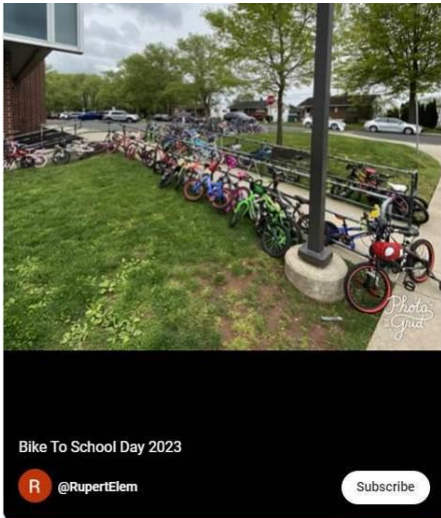 Photo
Grid
Bike To School Day 2023
R
@RupertElem
Subscribe